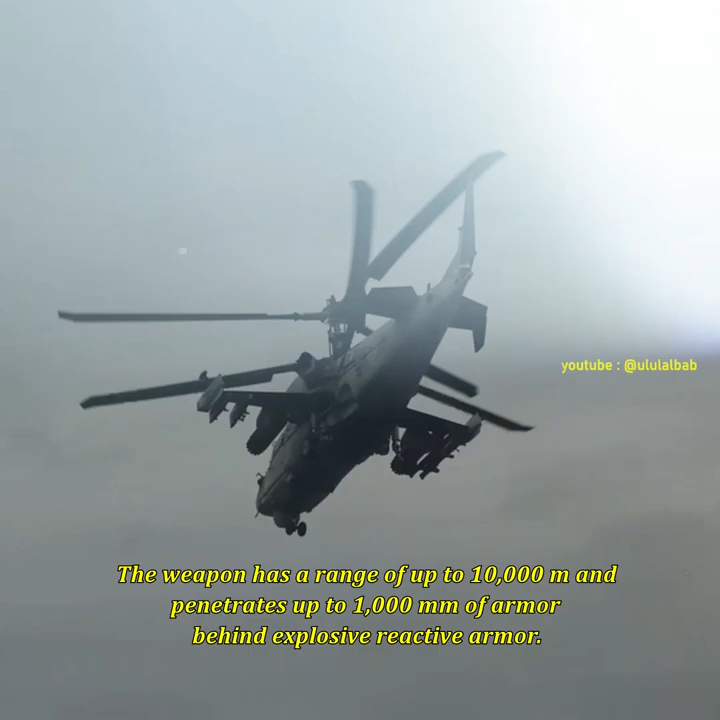 youtube : @ululalbab
The weapon has a range of up to 10,000 m and
penetrates up to 1,000 mm of armor
behind explosive reactive armor.